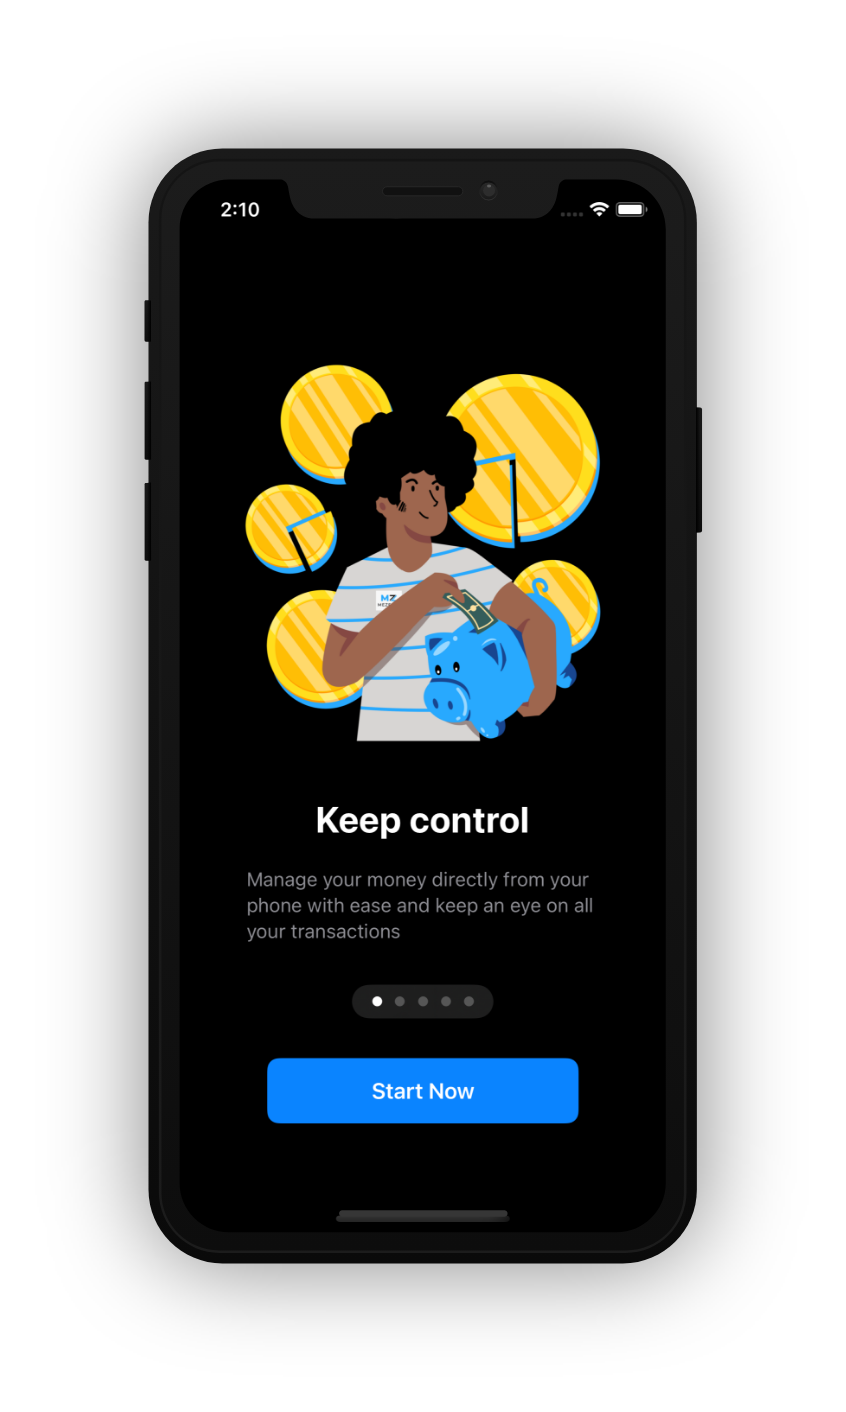 2:10
MZ
Keep control
Manage your money directly from your
phone with ease and keep an eye on all
your transactions
Start Now